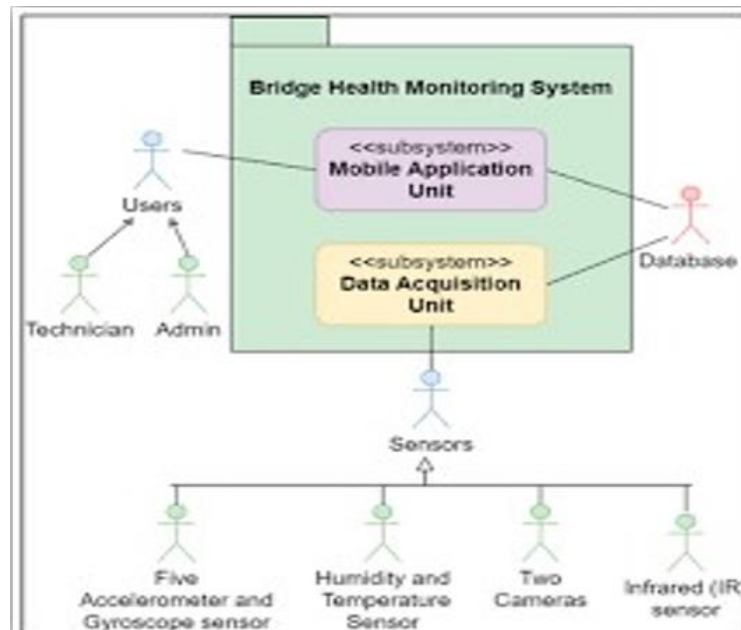 Bridge Health Monitoring System
<<subsystem>>
Mobile Application
Unit
Users
<<subsystem>>
Data Acquisition
Unit
Database
Technician
Admin
Sensors
Five
Accelerometer and
Gyroscope sensor
Humidity and
Temperature
Sensor
Two
Cameras
Infrared (IR
sensor